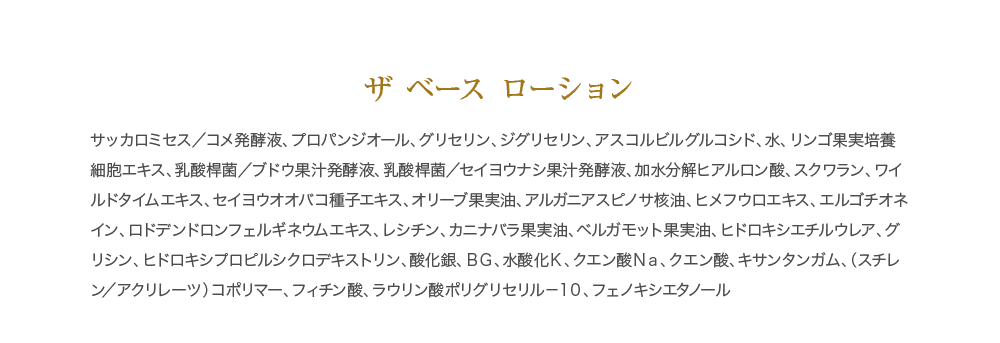 ザ ベース ローション
サッカロミセス／コメ発酵液、プロパンジオール、グリセリン、ジグリセリン、アスコルビルグルコシド、水、リンゴ果実培養
細胞エキス、乳酸桿菌／ブドウ果汁発酵液、乳酸桿菌／セイヨウナシ果汁発酵液、加水分解ヒアルロン酸、スクワラン、ワイ
ルドタイムエキス、セイヨウオオバコ種子エキス、オリーブ果実油、アルガニアスピノサ核油、ヒメフウロエキス、エルゴチオネ
イン、ロドデンドロンフェルギネウムエキス、レシチン、カニナバラ果実油、ベルガモット果実油、ヒドロキシエチルウレア、グ
リシン、ヒドロキシプロピルシクロデキストリン、酸化銀、ＢＧ、水酸化Ｋ、クエン酸Ｎａ、クエン酸、キサンタンガム、（スチレ
ン／アクリレーツ）コポリマー、フィチン酸、ラウリン酸ポリグリセリル－１０、フェノキシエタノール